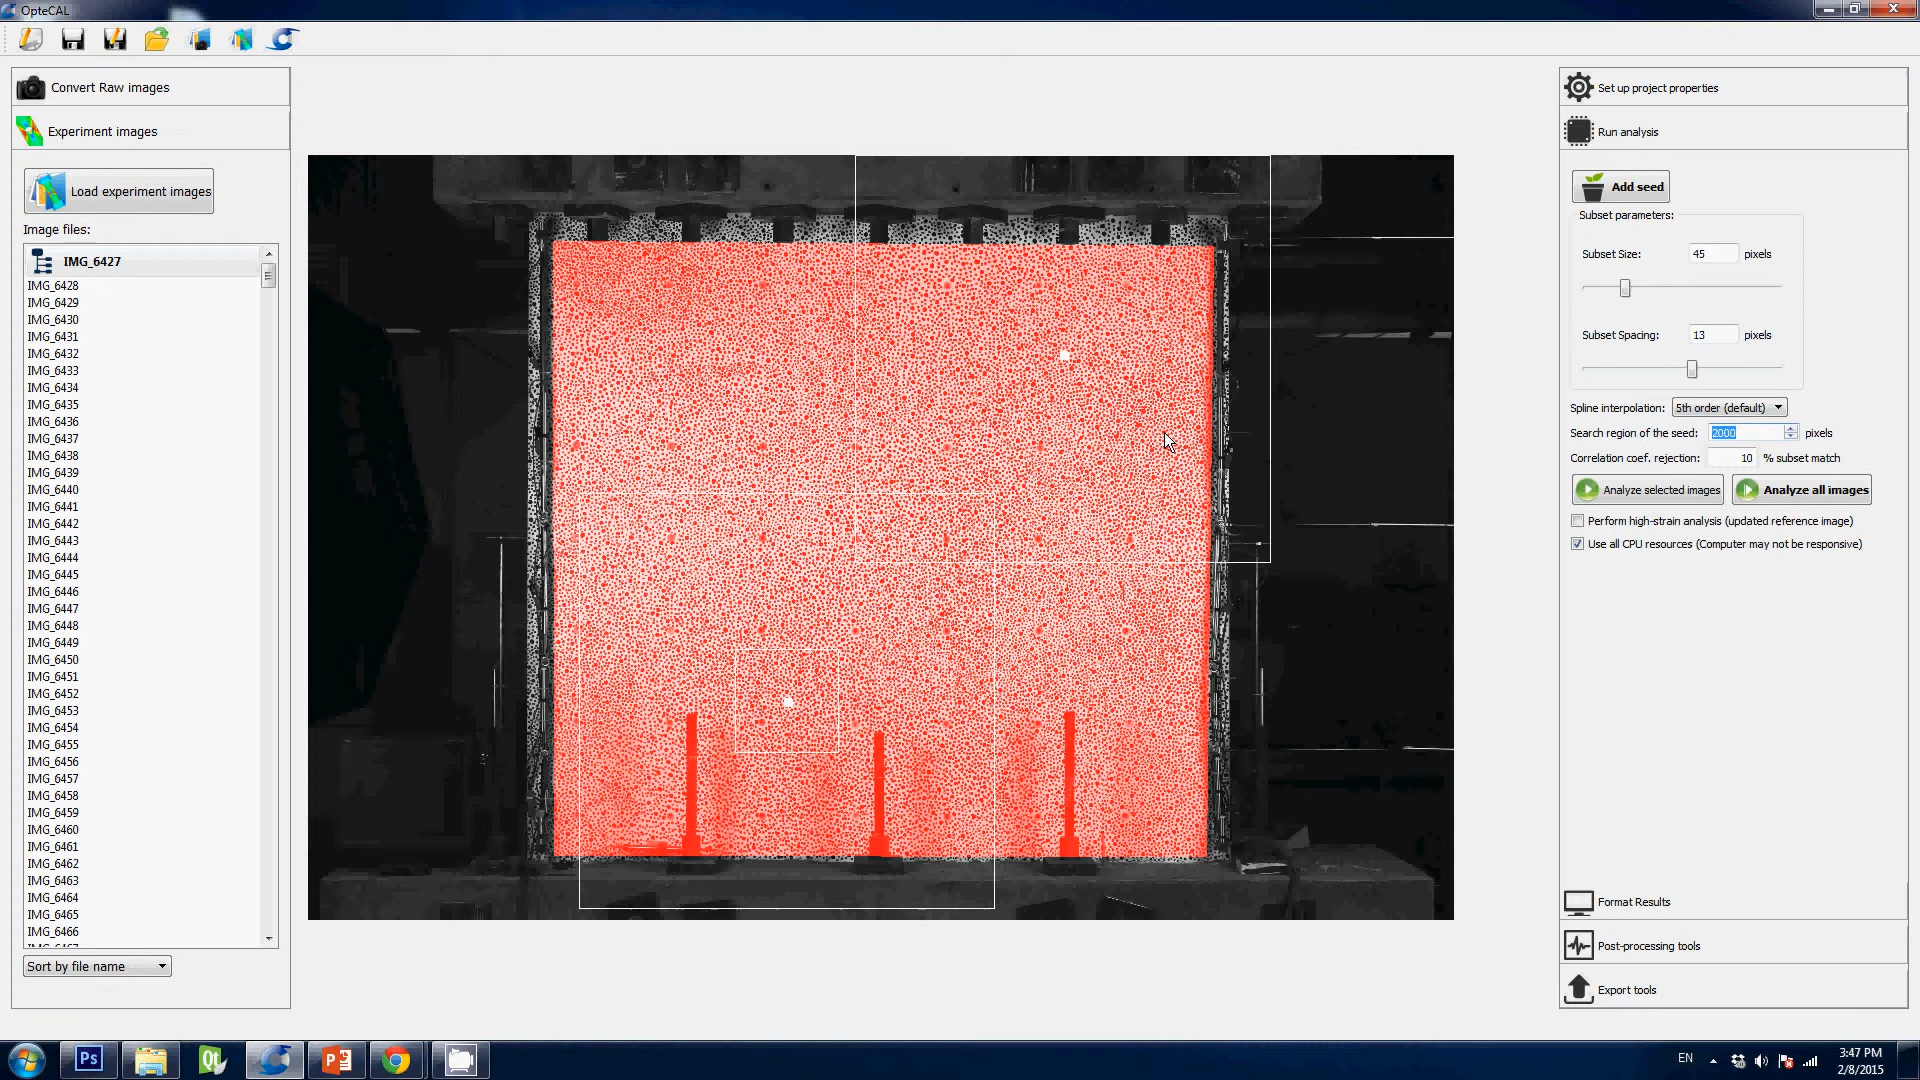 OpteCAL
Convert Raw images
Experiment images
Load experiment images
Image files:
IMG_6427
IMG_6428
IMG_6429
IMG_6430
IMG_6431
IMG_6432
IMG_6433
IMG_6434
IMG_6435
IMG_6436
IMG_6437
IMG_6438
IMG_6439
IMG_6440
IMG_6441
IMG_6442
IMG_6443
IMG_6444
IMG_6445
IMG_6446
IMG_6447
IMG_6448
IMG_6449
IMG_6450
IMG_6451
IMG_6452
IMG_6453
IMG_6454
IMG_6455
IMG_6456
IMG_6457
IMG_6458
IMG_6459
IMG_6460
IMG_6461
IMG_6462
IMG_6463
IMG_6464
IMG_6465
IMG_6466
IMG_6467
Sort by file name
Set up project properties
Run analysis
Add seed
Subset parameters:
Subset Size: 45 pixels
Subset Spacing: 13 pixels
Spline interpolation: 5th order (default)
Search region of the seed: 2000 pixels
Correlation coef. rejection: 10 % subset match
Analyze selected images Analyze all images
Perform high-strain analysis (updated reference image)
Use all CPU resources (Computer may not be responsive)
Format Results
Post-processing tools
Export tools
Ps Qt P EN
3:47 PM
2/8/2015